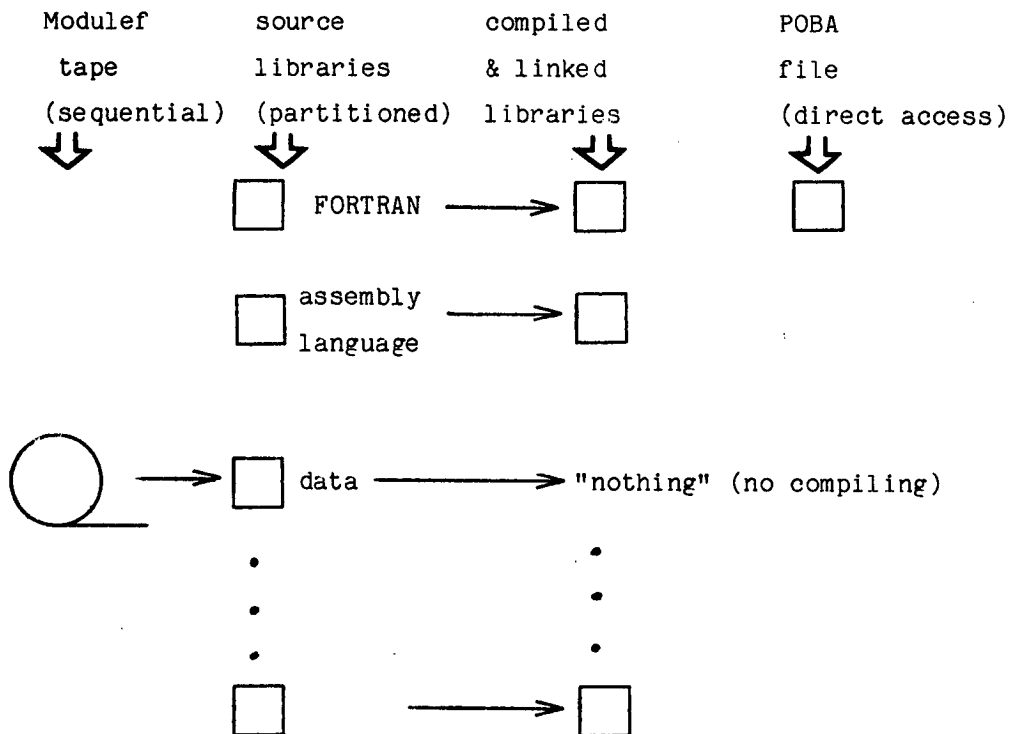 Modulef source compiled POBA
tape libraries & linked file
(sequential) (partitioned) libraries (direct access)
FORTRAN
assembly
language
data "nothing" (no compiling)